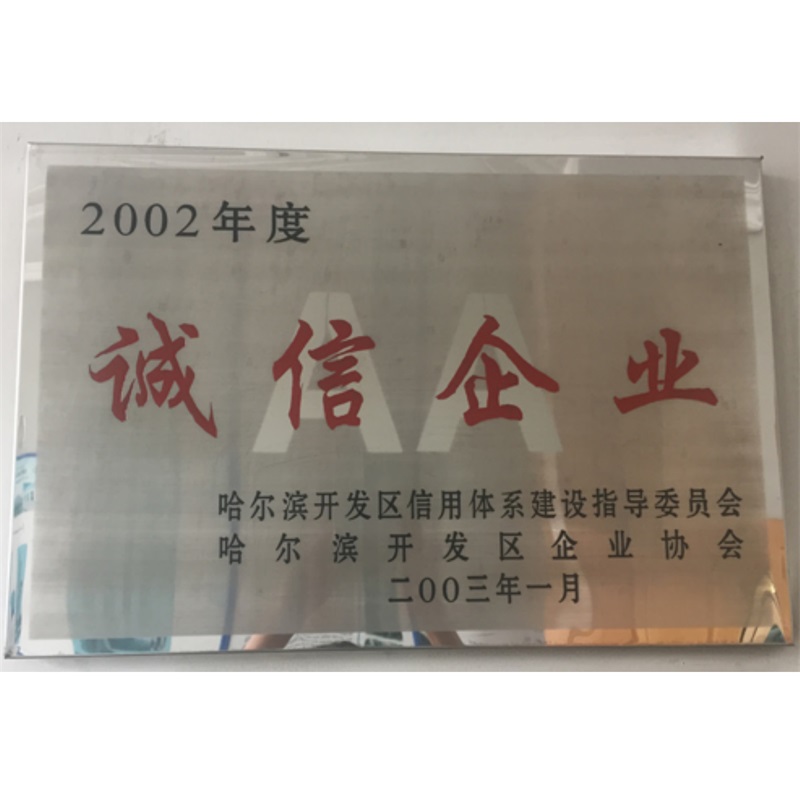 2002年度
AA
诚信企业
哈尔滨开发区信用体系建设指导委员会
哈尔滨开发区企业协会
二00三年一月